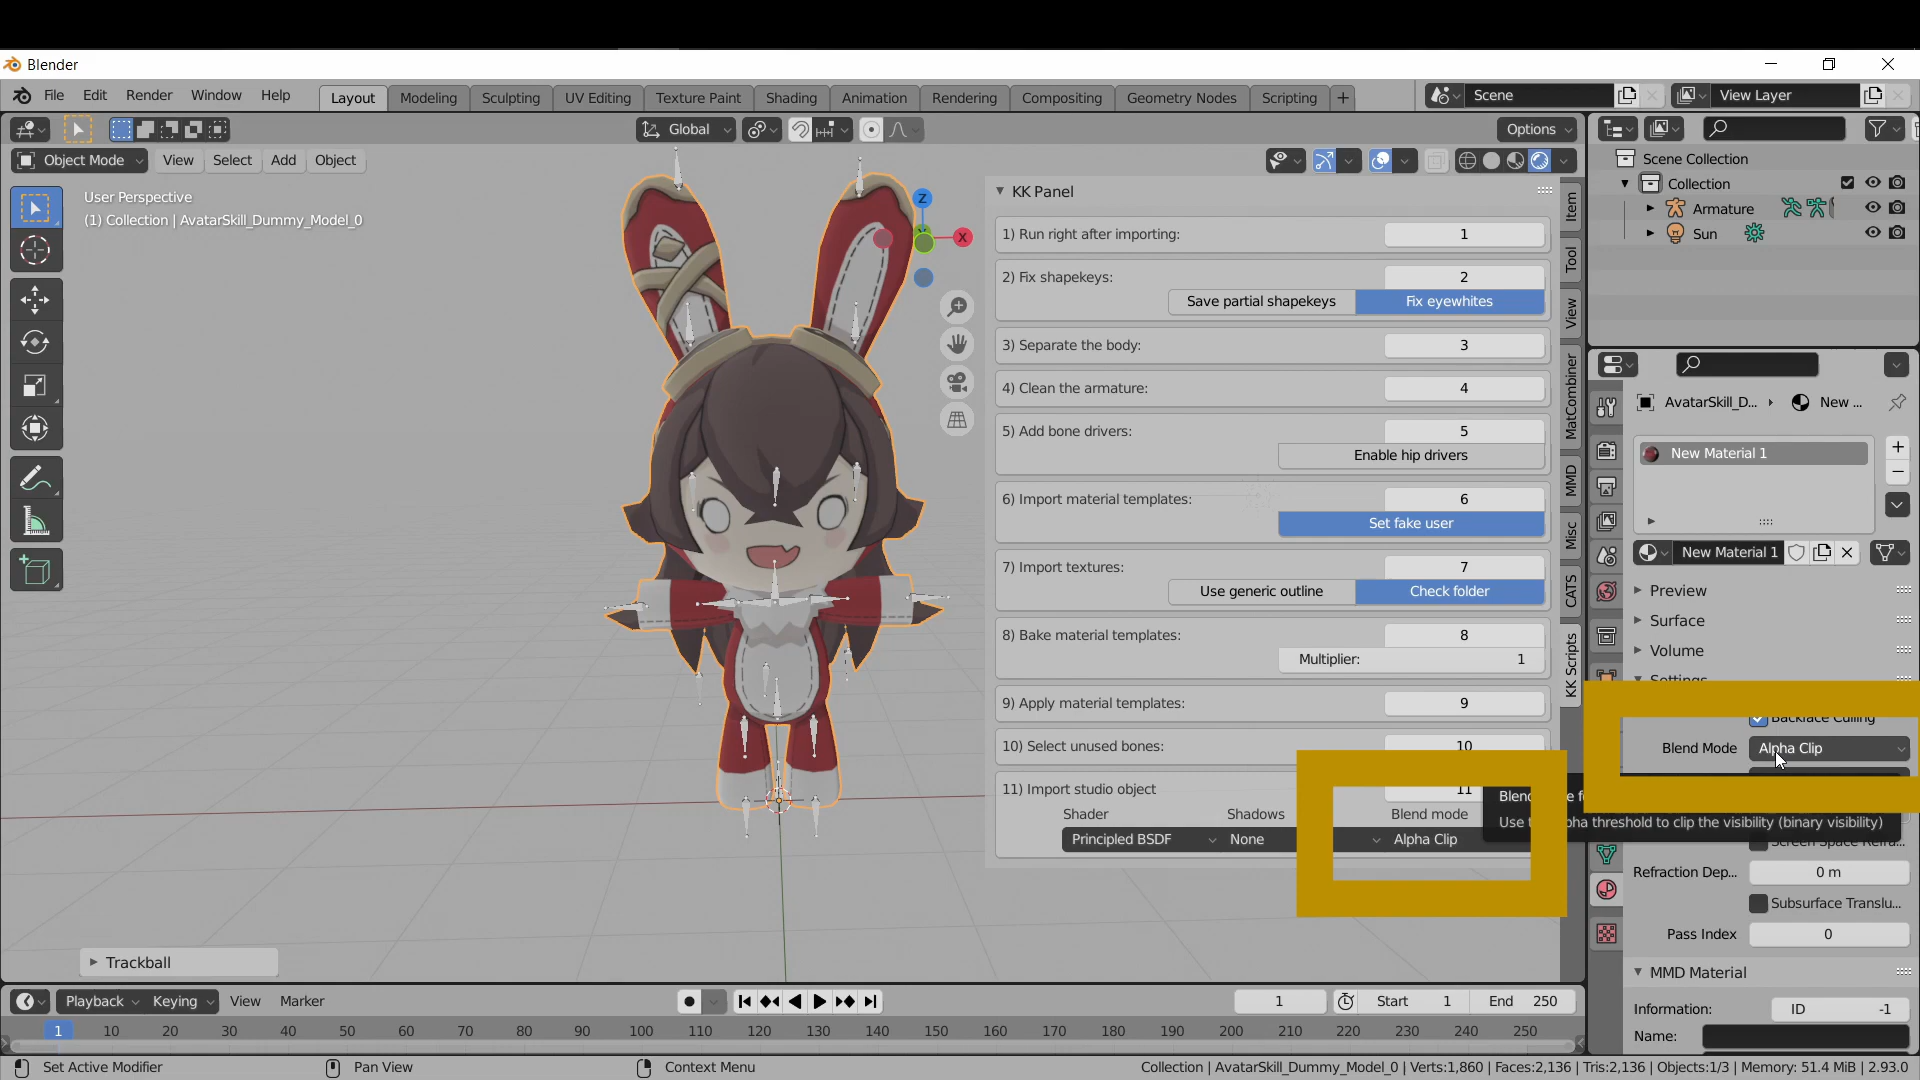 Blender
File Edit Render Window Help Layout Modeling Sculpting UV Editing Texture Paint Shading Animation Rendering Compositing Geometry Nodes Scripting + Scene View Layer
Global Options
Object Mode View Select Add Object
User Perspective
(1) Collection | AvatarSkill_Dummy_Model_0
Z
X
KK Panel
1) Run right after importing: 1
2) Fix shapekeys: 2
Save partial shapekeys Fix eyewhites
3) Separate the body: 3
4) Clean the armature: 4
5) Add bone drivers: 5
Enable hip drivers
6) Import material templates: 6
Set fake user
7) Import textures: 7
Use generic outline Check folder
8) Bake material templates: 8
Multiplier: 1
9) Apply material templates: 9
10) Select unused bones: 10
11) Import studio object 11
Shader Shadows Blend mode
Principled BSDF None Alpha Clip
Item
Tool
View
MatCombiner
MMD
Misc
CATS
KK Scripts
Scene Collection
Collection
Armature
Sun
AvatarSkill_D... New ...
New Material 1
New Material 1
Preview
Surface
Volume
Settings
Backface Culling
Blend Mode Alpha Clip
threshold to clip the visibility (binary visibility)
Refraction Dep... 0 m
Subsurface Translu...
Pass Index 0
MMD Material
Information: ID -1
Name:
Trackball
Playback Keying View Marker 1 Start 1 End 250
1 10 20 30 40 50 60 70 80 90 100 110 120 130 140 150 160 170 180 190 200 210 220 230 240 250
Set Active Modifier Pan View Context Menu Collection | AvatarSkill_Dummy_Model_0 | Verts:1,860 | Faces:2,136 | Tris:2,136 | Objects:1/3 | Memory: 51.4 MiB | 2.93.0